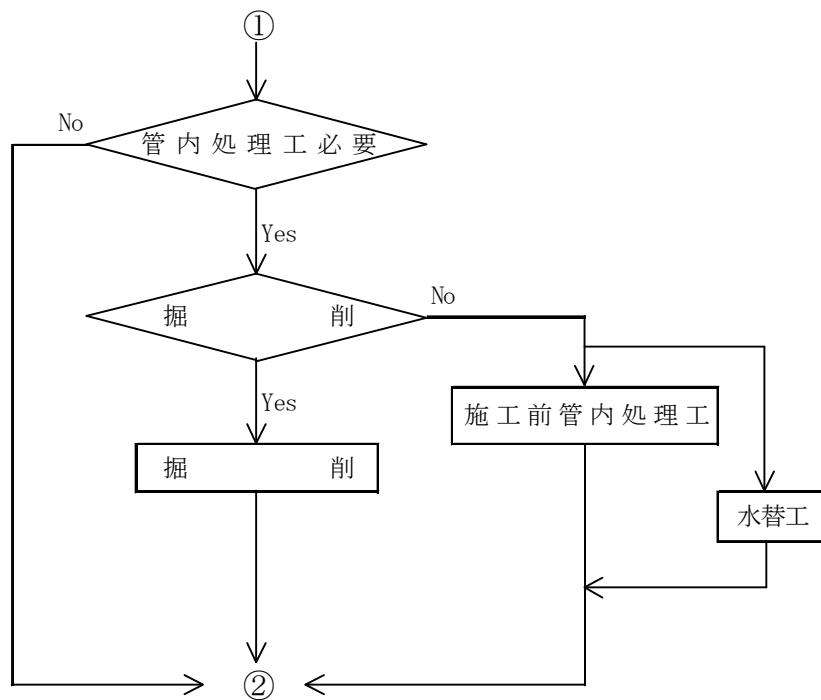 ①
No
管内処理工必要
Yes
掘　　　削
No
Yes
施工前管内処理工
掘　　　削
水替工
②